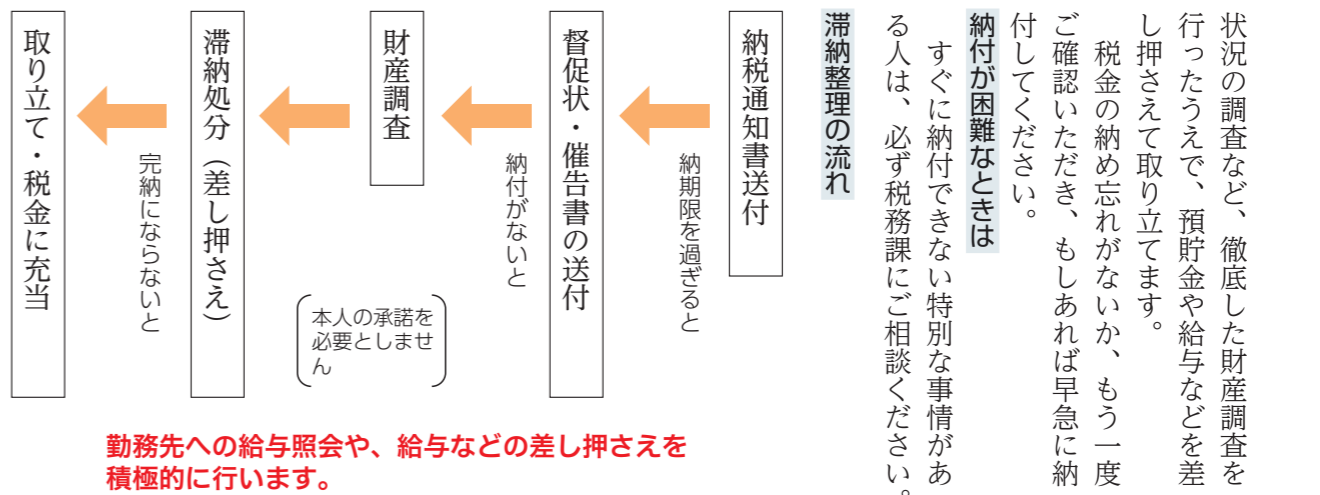 状況の調査など、徹底した財産調査を
行ったうえで、預貯金や給与などを差
し押さえて取り立てます。
税金の納め忘れがないか、もう一度
ご確認いただき、もしあれば早急に納
付してください。
納付が困難なときは
すぐに納付できない特別な事情があ
る人は、必ず税務課にご相談ください。
滞納整理の流れ
納税通知書送付
納期限を過ぎると
督促状・催告書の送付
納付がないと
財産調査
本人の承諾を
必要としませ
ん
滞納処分（差し押さえ）
完納にならないと
取り立て・税金に充当
勤務先への給与照会や、給与などの差し押さえを
積極的に行います。